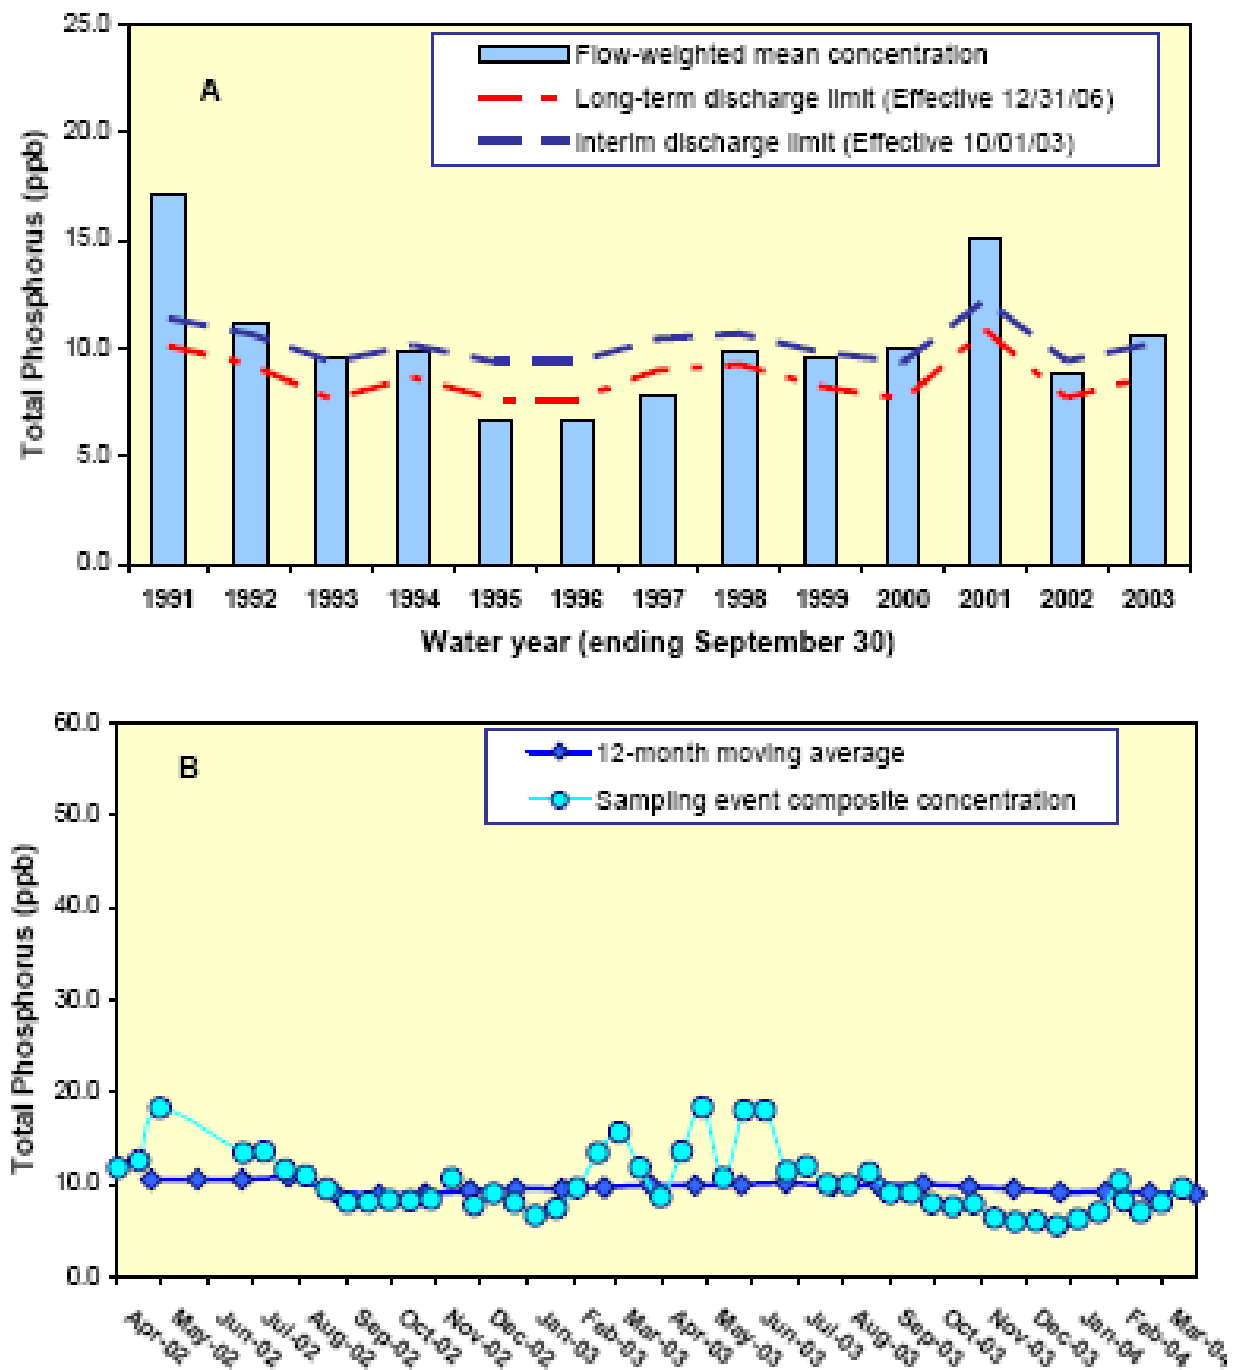 25.0
20.0
15.0
10.0
5.0
0.0
Total Phosphorus (ppb)
A
Flow-weighted mean concentration
Long-term discharge limit (Effective 12/31/06)
Interim discharge limit (Effective 10/01/03)
1991 1992 1993 1994 1995 1996 1997 1998 1999 2000 2001 2002 2003
Water year (ending September 30)
60.0
50.0
40.0
30.0
20.0
10.0
0.0
Total Phosphorus (ppb)
B
12-month moving average
Sampling event composite concentration
Apr-02 May-02 Jun-02 Jul-02 Aug-02 Sep-02 Oct-02 Nov-02 Dec-02 Jan-03 Feb-03 Mar-03 Apr-03 May-03 Jun-03 Jul-03 Aug-03 Sep-03 Oct-03 Nov-03 Dec-03 Jan-04 Feb-04 Mar-04